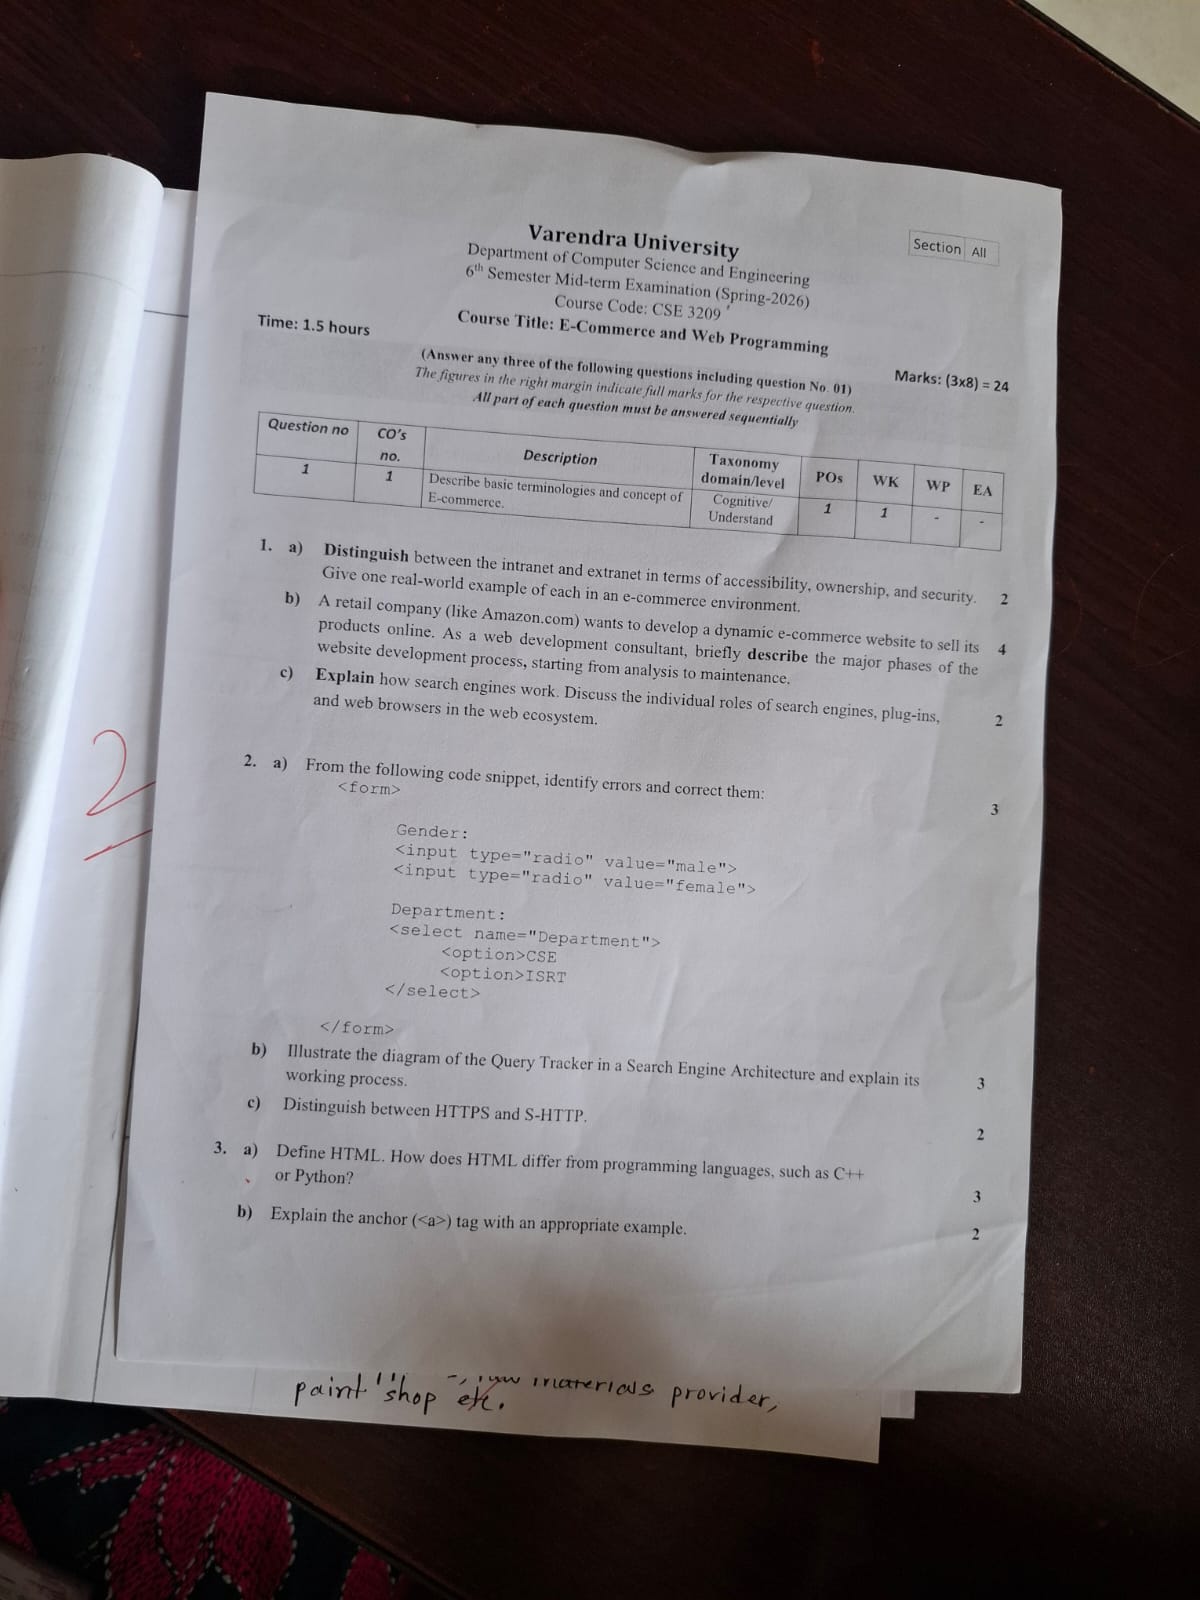 Varendra University
Section All
Department of Computer Science and Engineering
6th Semester Mid-term Examination (Spring-2026)
Course Code: CSE 3209
Course Title: E-Commerce and Web Programming
Time: 1.5 hours
Marks: (3x8) = 24
(Answer any three of the following questions including question No. 01)
The figures in the right margin indicate full marks for the respective question.
All part of each question must be answered sequentially
Question no CO's no. Description Taxonomy domain/level POs WK WP EA
1 1 Describe basic terminologies and concept of E-commerce. Cognitive/ Understand 1 1 - -
1. a) Distinguish between the intranet and extranet in terms of accessibility, ownership, and security. 2
Give one real-world example of each in an e-commerce environment.
b) A retail company (like Amazon.com) wants to develop a dynamic e-commerce website to sell its 4
products online. As a web development consultant, briefly describe the major phases of the
website development process, starting from analysis to maintenance.
c) Explain how search engines work. Discuss the individual roles of search engines, plug-ins, 2
and web browsers in the web ecosystem.
2. a) From the following code snippet, identify errors and correct them: 3
<form>
Gender:
<input type="radio" value="male">
<input type="radio" value="female">
Department:
<select name="Department">
<option>CSE
<option>ISRT
</select>
</form>
b) Illustrate the diagram of the Query Tracker in a Search Engine Architecture and explain its 3
working process.
c) Distinguish between HTTPS and S-HTTP. 2
3. a) Define HTML. How does HTML differ from programming languages, such as C++ 3
or Python?
b) Explain the anchor (<a>) tag with an appropriate example. 2
2
materials provider,
paint shop etc.